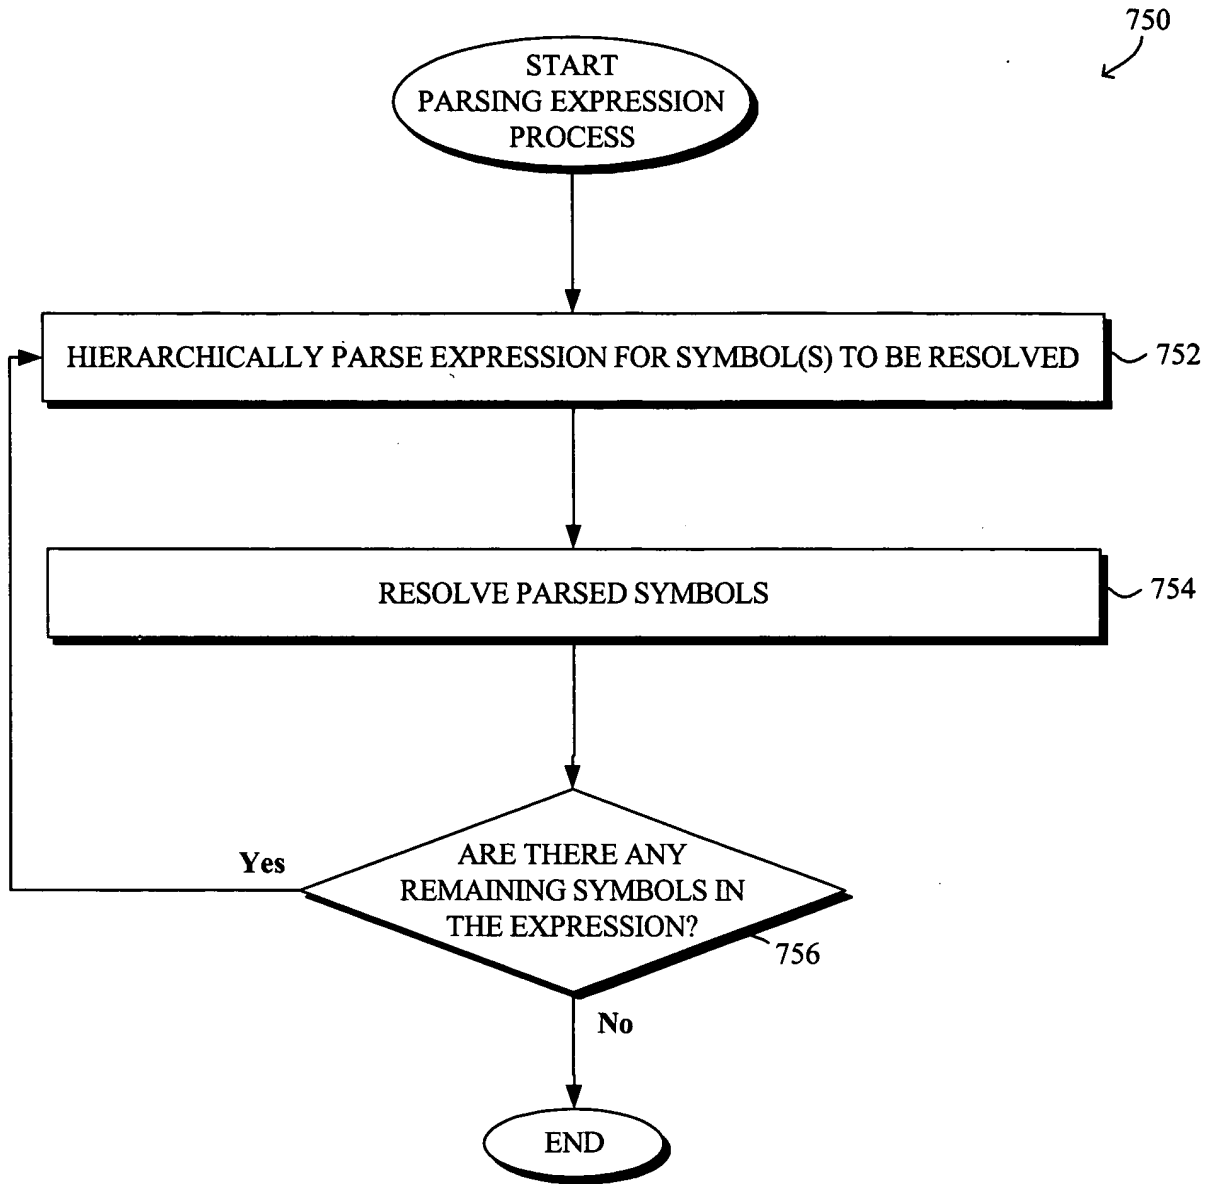 750
START
PARSING EXPRESSION
PROCESS
HIERARCHICALLY PARSE EXPRESSION FOR SYMBOL(S) TO BE RESOLVED
752
RESOLVE PARSED SYMBOLS
754
Yes
ARE THERE ANY
REMAINING SYMBOLS IN
THE EXPRESSION?
756
No
END